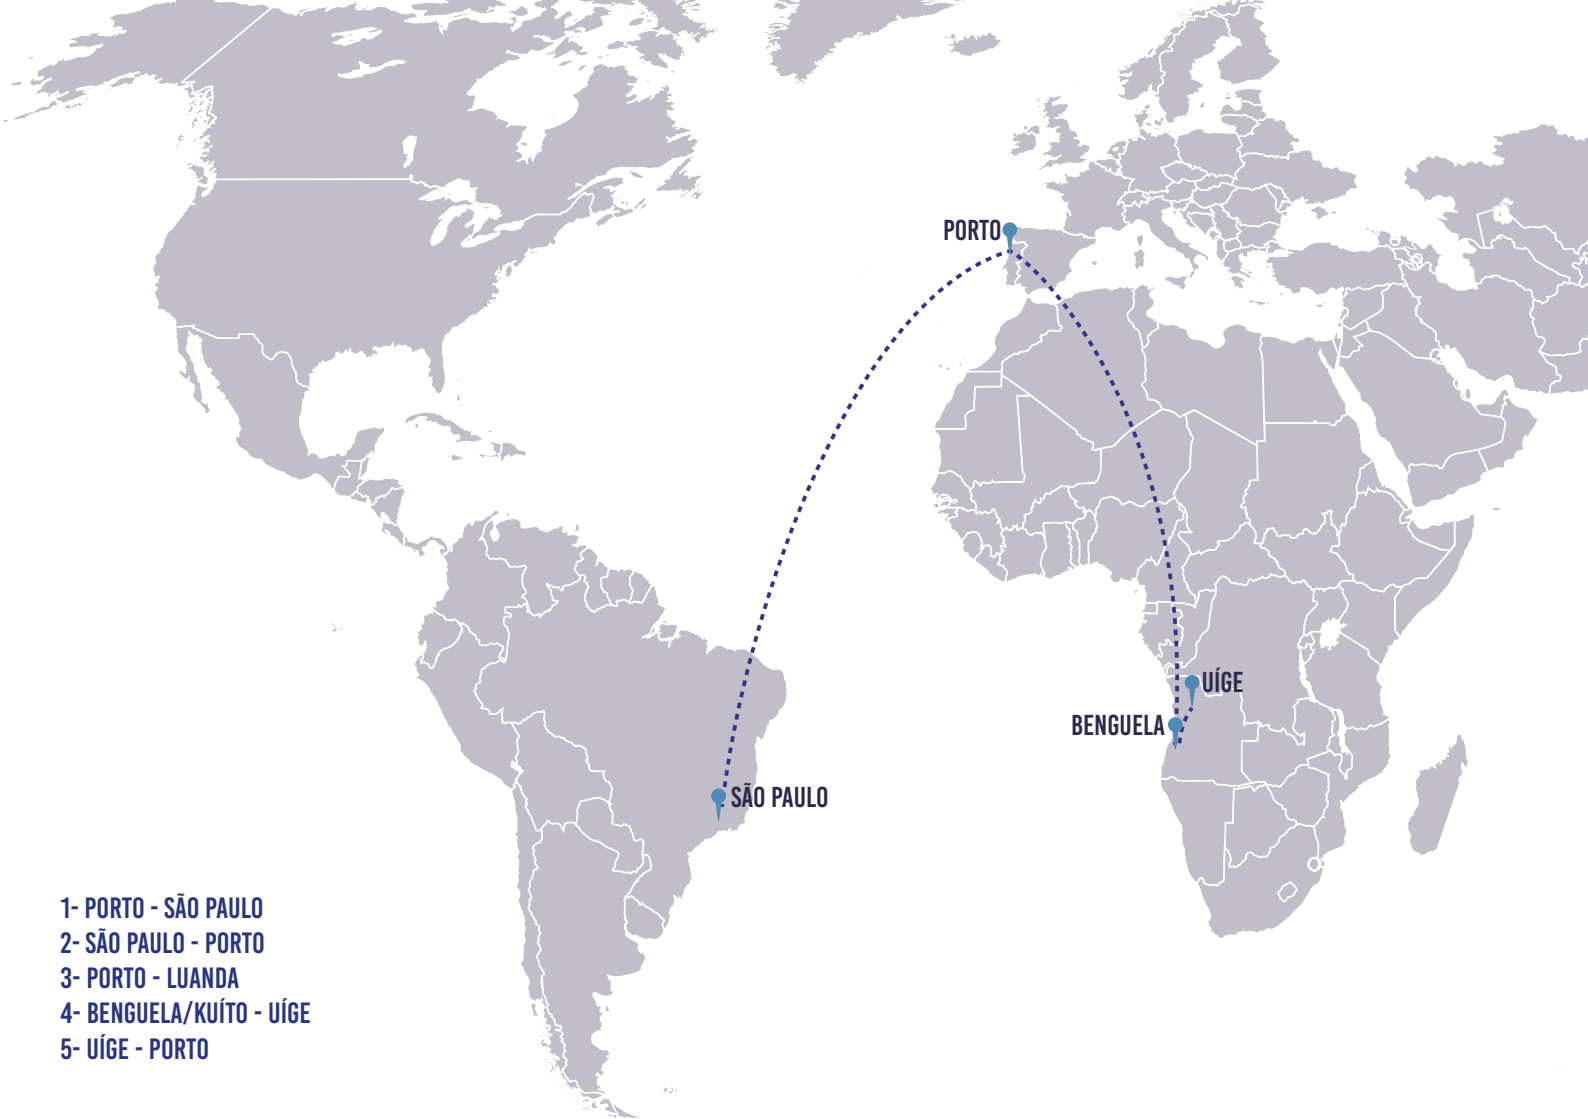 PORTO
UÍGE
BENGUELA
SÃO PAULO
1- PORTO - SÃO PAULO
2- SÃO PAULO - PORTO
3- PORTO - LUANDA
4- BENGUELA/KUÍTO - UÍGE
5- UÍGE - PORTO